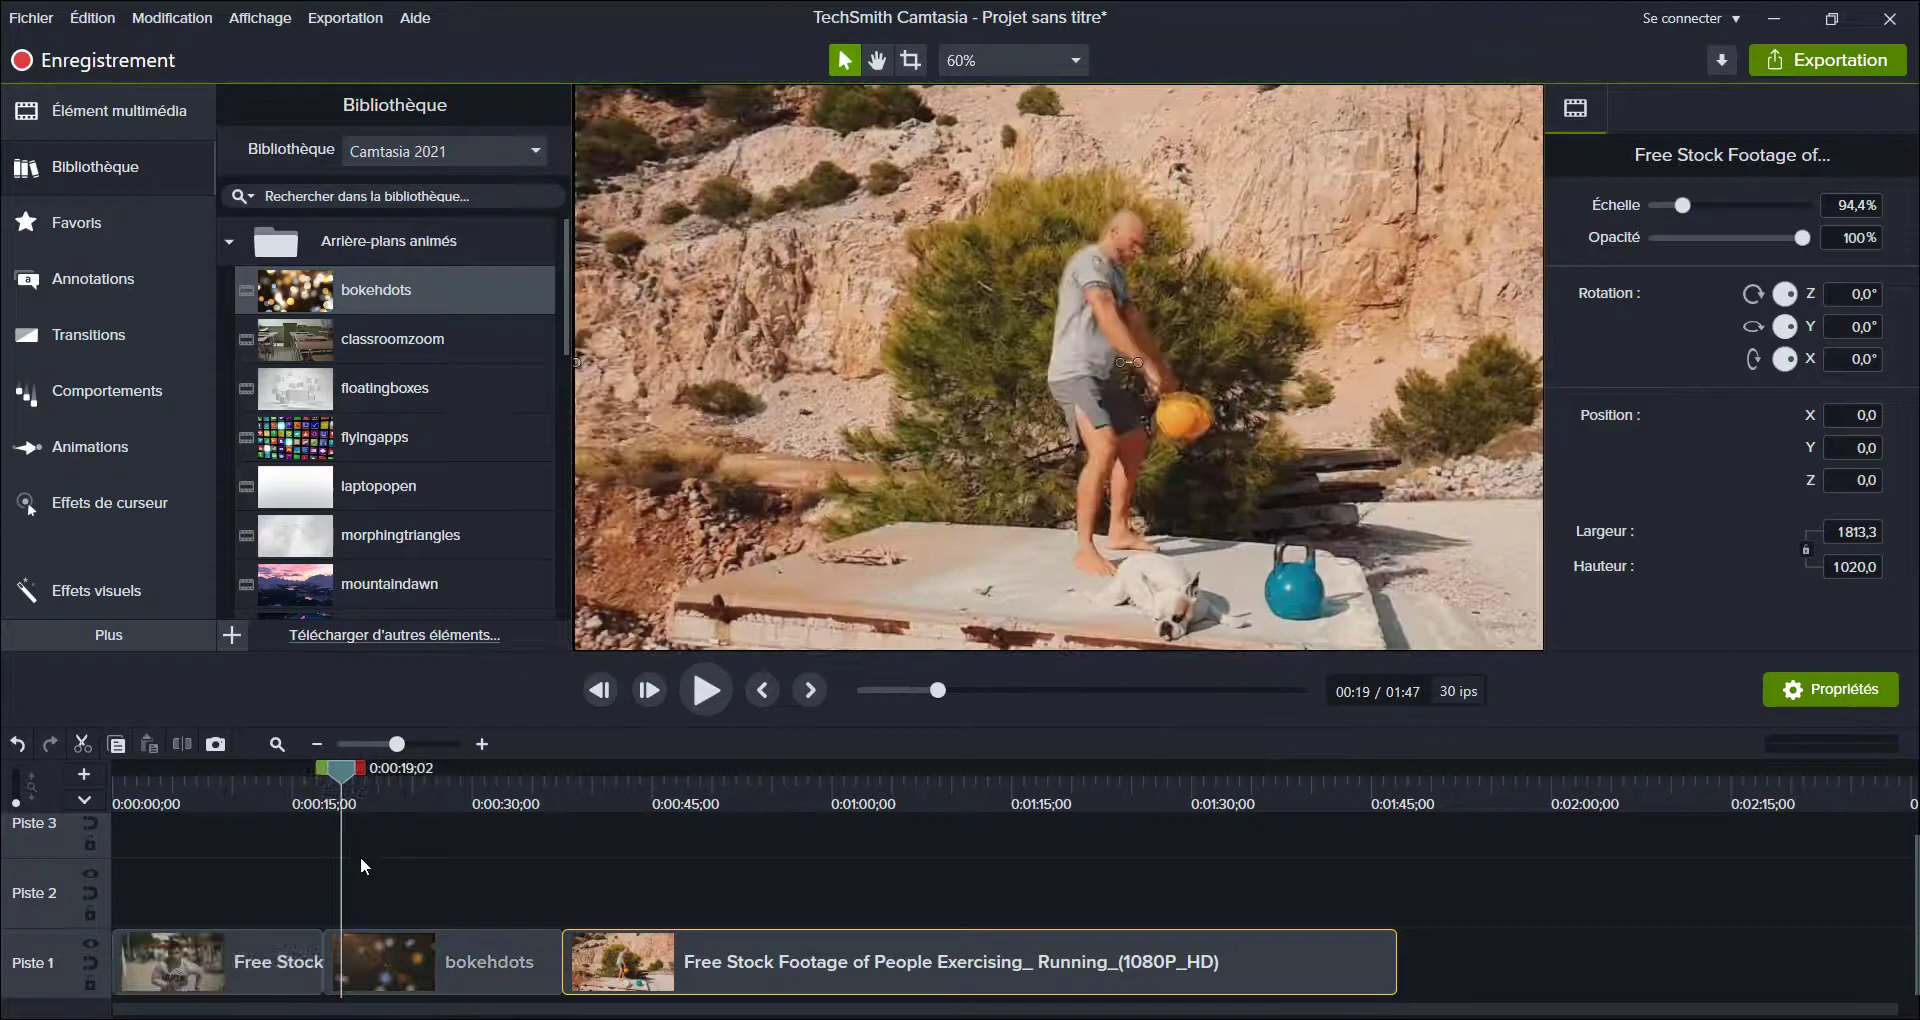 Fichier Édition Modification Affichage Exportation Aide
TechSmith Camtasia - Projet sans titre*
Se connecter
Enregistrement
60%
Exportation
Élément multimédia
Bibliothèque
Favoris
Annotations
Transitions
Comportements
Animations
Effets de curseur
Effets visuels
Plus
Bibliothèque
Bibliothèque Camtasia 2021
Rechercher dans la bibliothèque...
Arrière-plans animés
bokehdots
classroomzoom
floatingboxes
flyingapps
laptopopen
morphingtriangles
mountaindawn
Télécharger d'autres éléments...
Free Stock Footage of...
Échelle 94,4%
Opacité 100%
Rotation : Z 0,0°
Y 0,0°
X 0,0°
Position : X 0,0
Y 0,0
Z 0,0
Largeur : 1813,3
Hauteur : 1020,0
00:19 / 01:47 30 ips
Propriétés
0:00:19;02
0:00:00;00 0:00:15;00 0:00:30;00 0:00:45;00 0:01:00;00 0:01:15;00 0:01:30;00 0:01:45;00 0:02:00;00 0:02:15;00 0
Piste 3
Piste 2
Piste 1
Free Stock
bokehdots
Free Stock Footage of People Exercising_ Running_(1080P_HD)